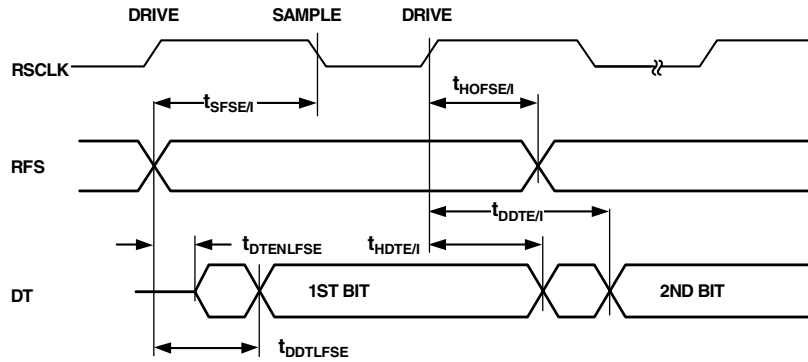 DRIVE SAMPLE DRIVE
RSCLK
tHOFSE/I
tSFSE/I
RFS
tDDTE/I
tDTENLFSE
tHDTE/I
DT
1ST BIT
2ND BIT
tDDTLFSE